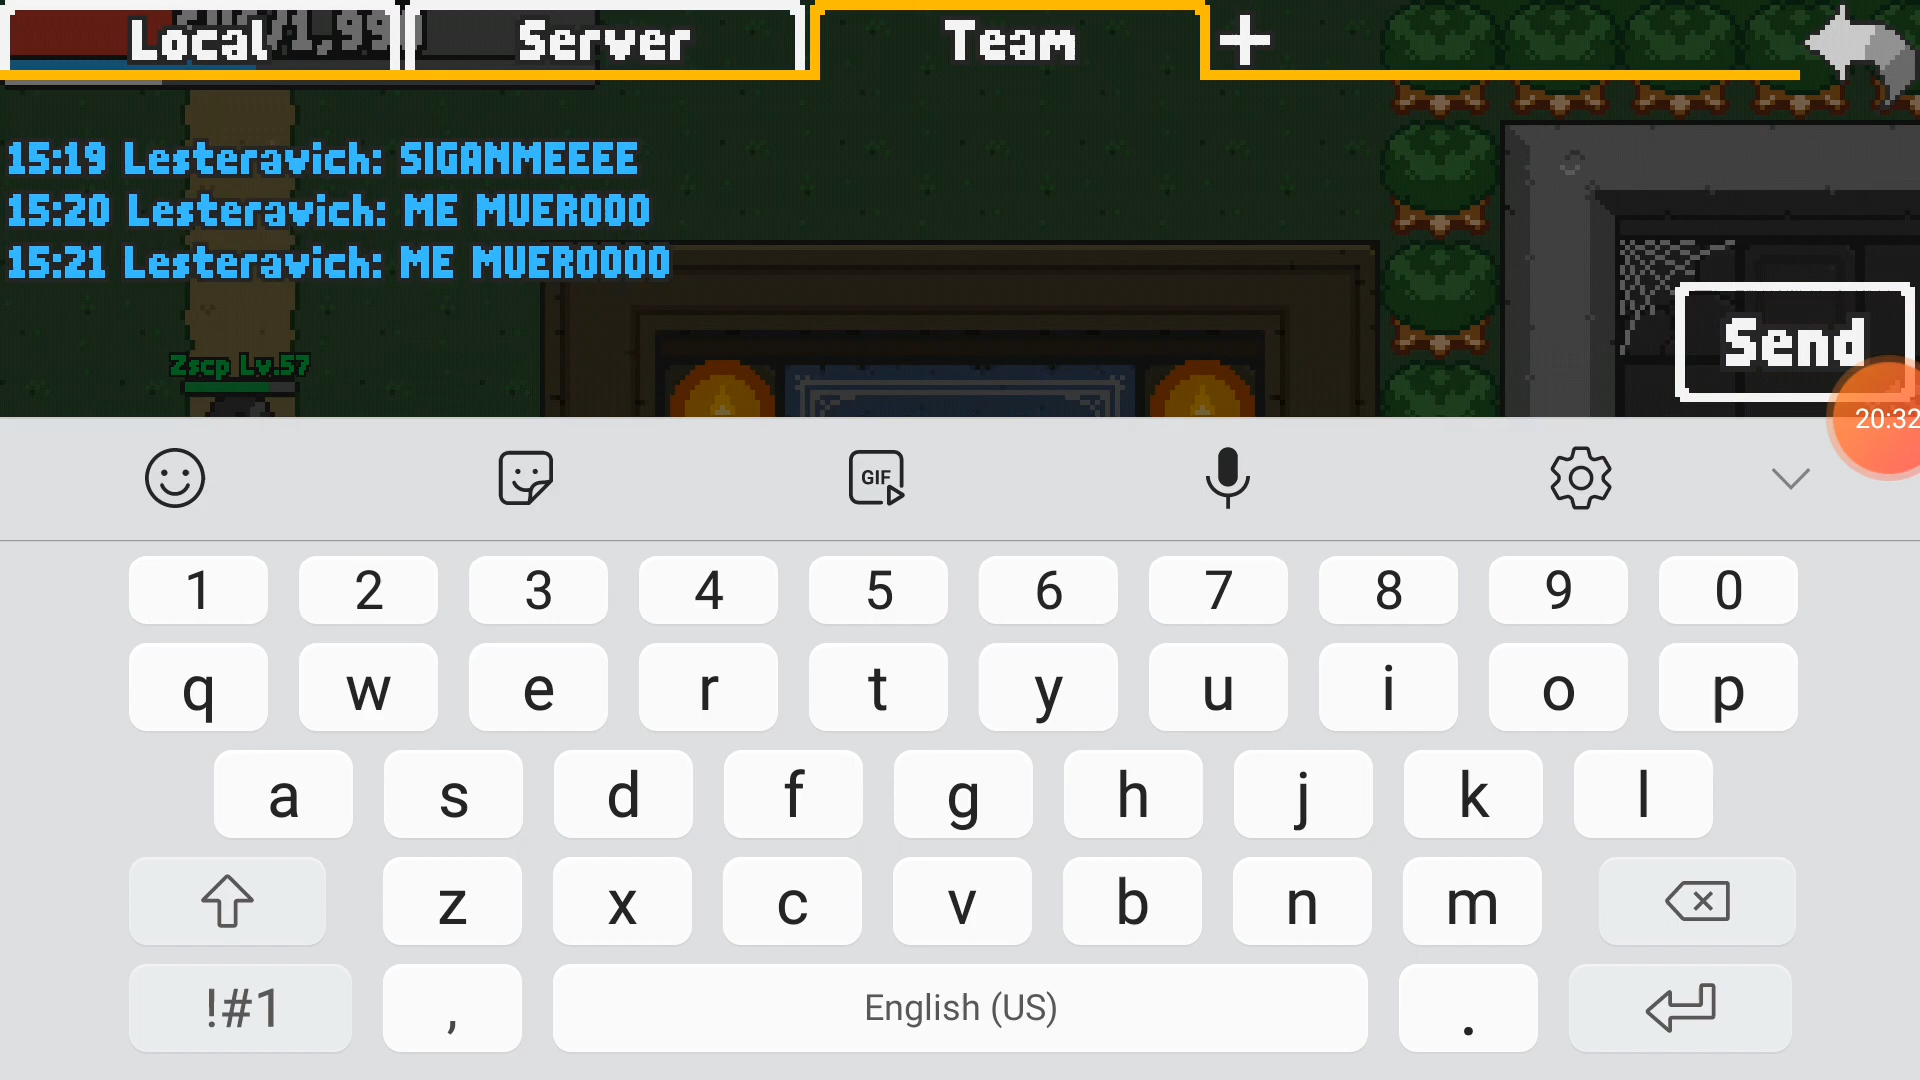 Local Server Team +
15:19 Lesteravich: SIGANMEEEE
15:20 Lesteravich: ME MUEROOO
15:21 Lesteravich: ME MUEROOOO
Zscp Lv.57
Send
20:32
GIF
1 2 3 4 5 6 7 8 9 0
q w e r t y u i o p
a s d f g h j k l
z x c v b n m
!#1 , English (US) .